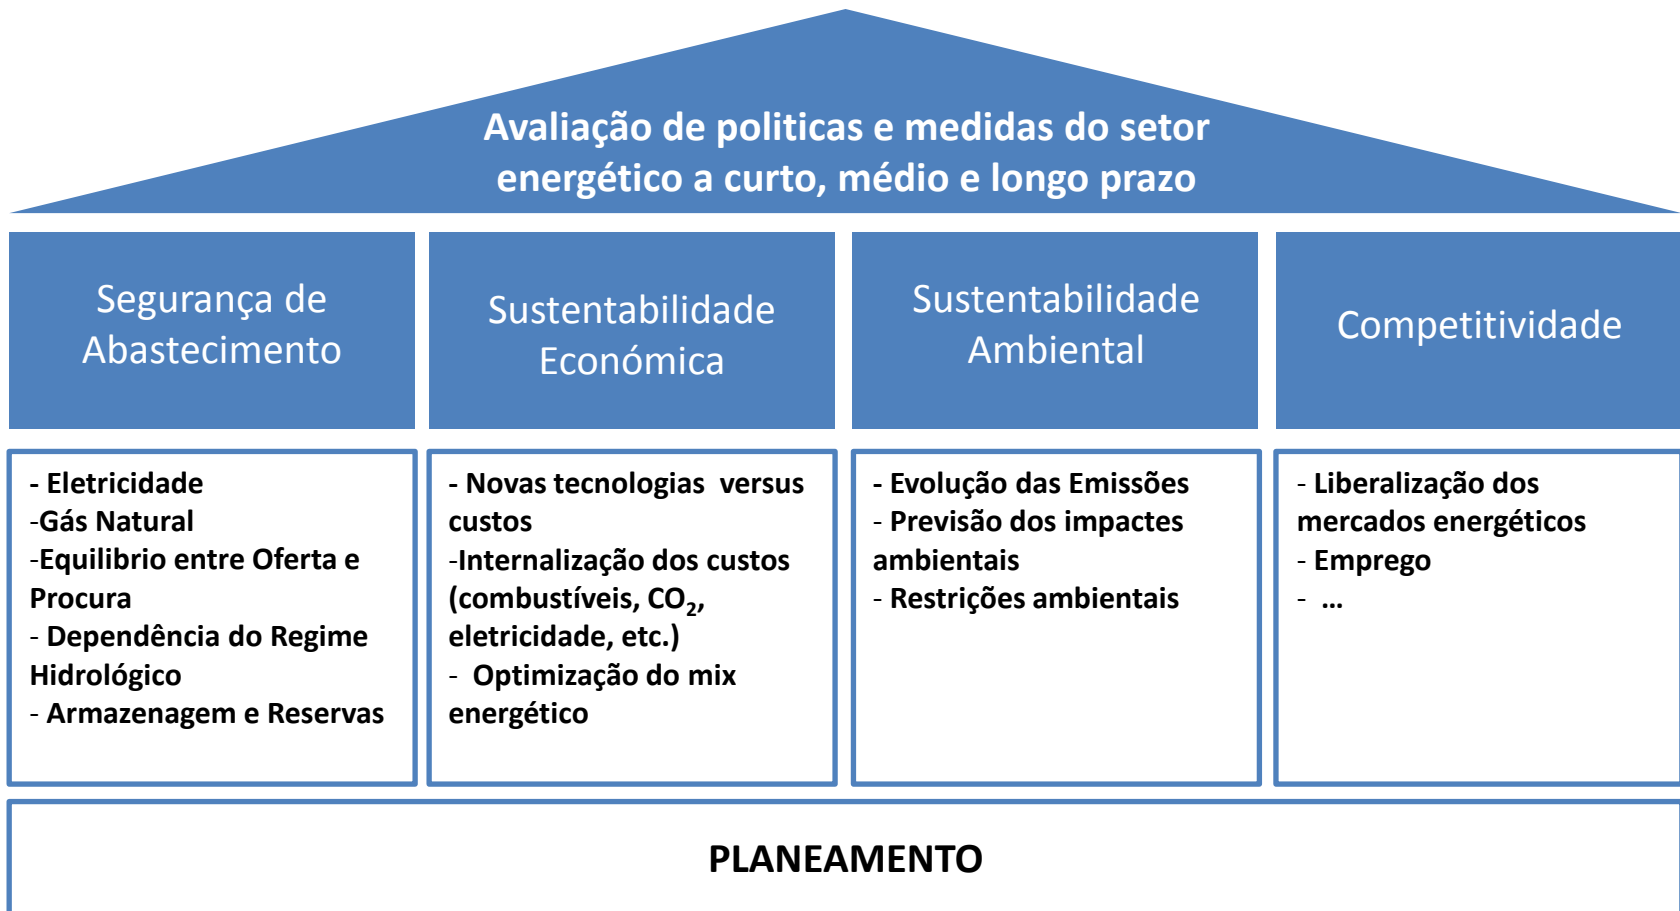 Avaliação de politicas e medidas do setor
energético a curto, médio e longo prazo
Segurança de
Abastecimento
Sustentabilidade
Económica
Sustentabilidade
Ambiental
Competitividade
- Eletricidade
-Gás Natural
-Equilibrio entre Oferta e
Procura
- Dependência do Regime
Hidrológico
- Armazenagem e Reservas
- Novas tecnologias  versus
custos
-Internalização dos custos
(combustíveis, CO₂,
eletricidade, etc.)
-  Optimização do mix
energético
- Evolução das Emissões
- Previsão dos impactes
ambientais
- Restrições ambientais
- Liberalização dos
mercados energéticos
- Emprego
-  ...
PLANEAMENTO